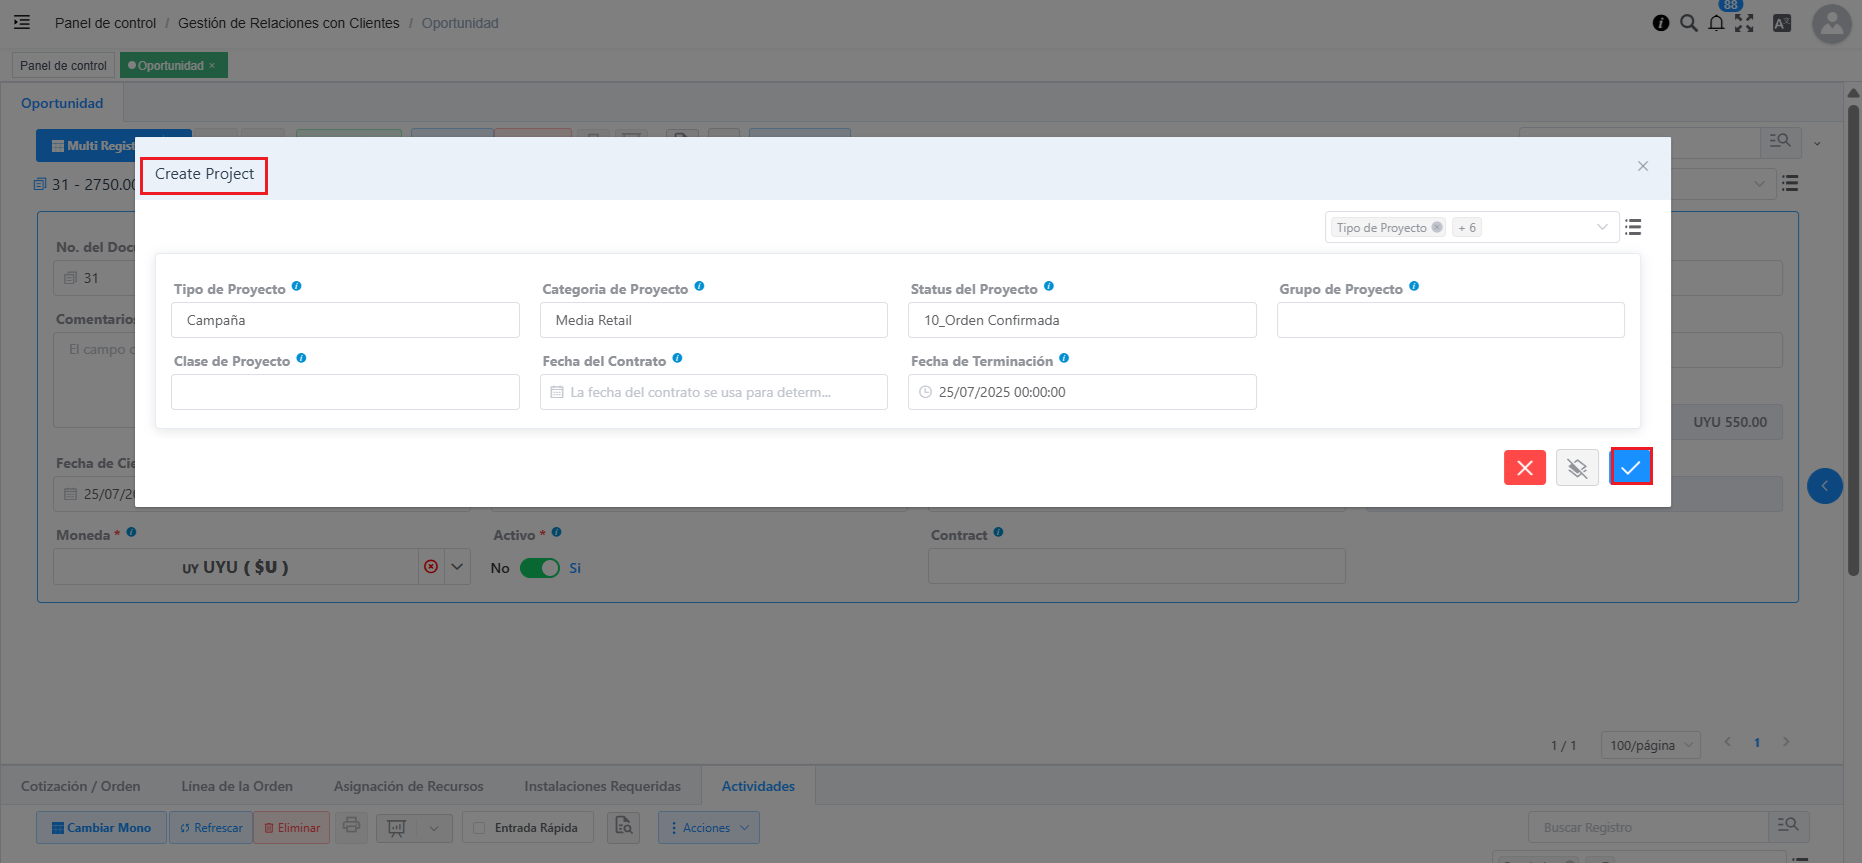 Panel de control / Gestión de Relaciones con Clientes / Oportunidad
88
Panel de control
Oportunidad ×
Oportunidad
Multi Regist
31 - 2750.00
Create Project
Tipo de Proyecto + 6
No. del Docu
31
Comentarios
El campo c
Tipo de Proyecto
Categoria de Proyecto
Status del Proyecto
Grupo de Proyecto
Campaña
Media Retail
10_Orden Confirmada
Clase de Proyecto
Fecha del Contrato
Fecha de Terminación
La fecha del contrato se usa para determ...
25/07/2025 00:00:00
UYU 550.00
Fecha de Cie
25/07/20
Moneda *
Activo *
Contract
UY UYU ( $U )
No
Si
1 / 1
100/página
1
Cotización / Orden
Línea de la Orden
Asignación de Recursos
Instalaciones Requeridas
Actividades
Cambiar Mono
Refrescar
Eliminar
Entrada Rápida
Acciones
Buscar Registro